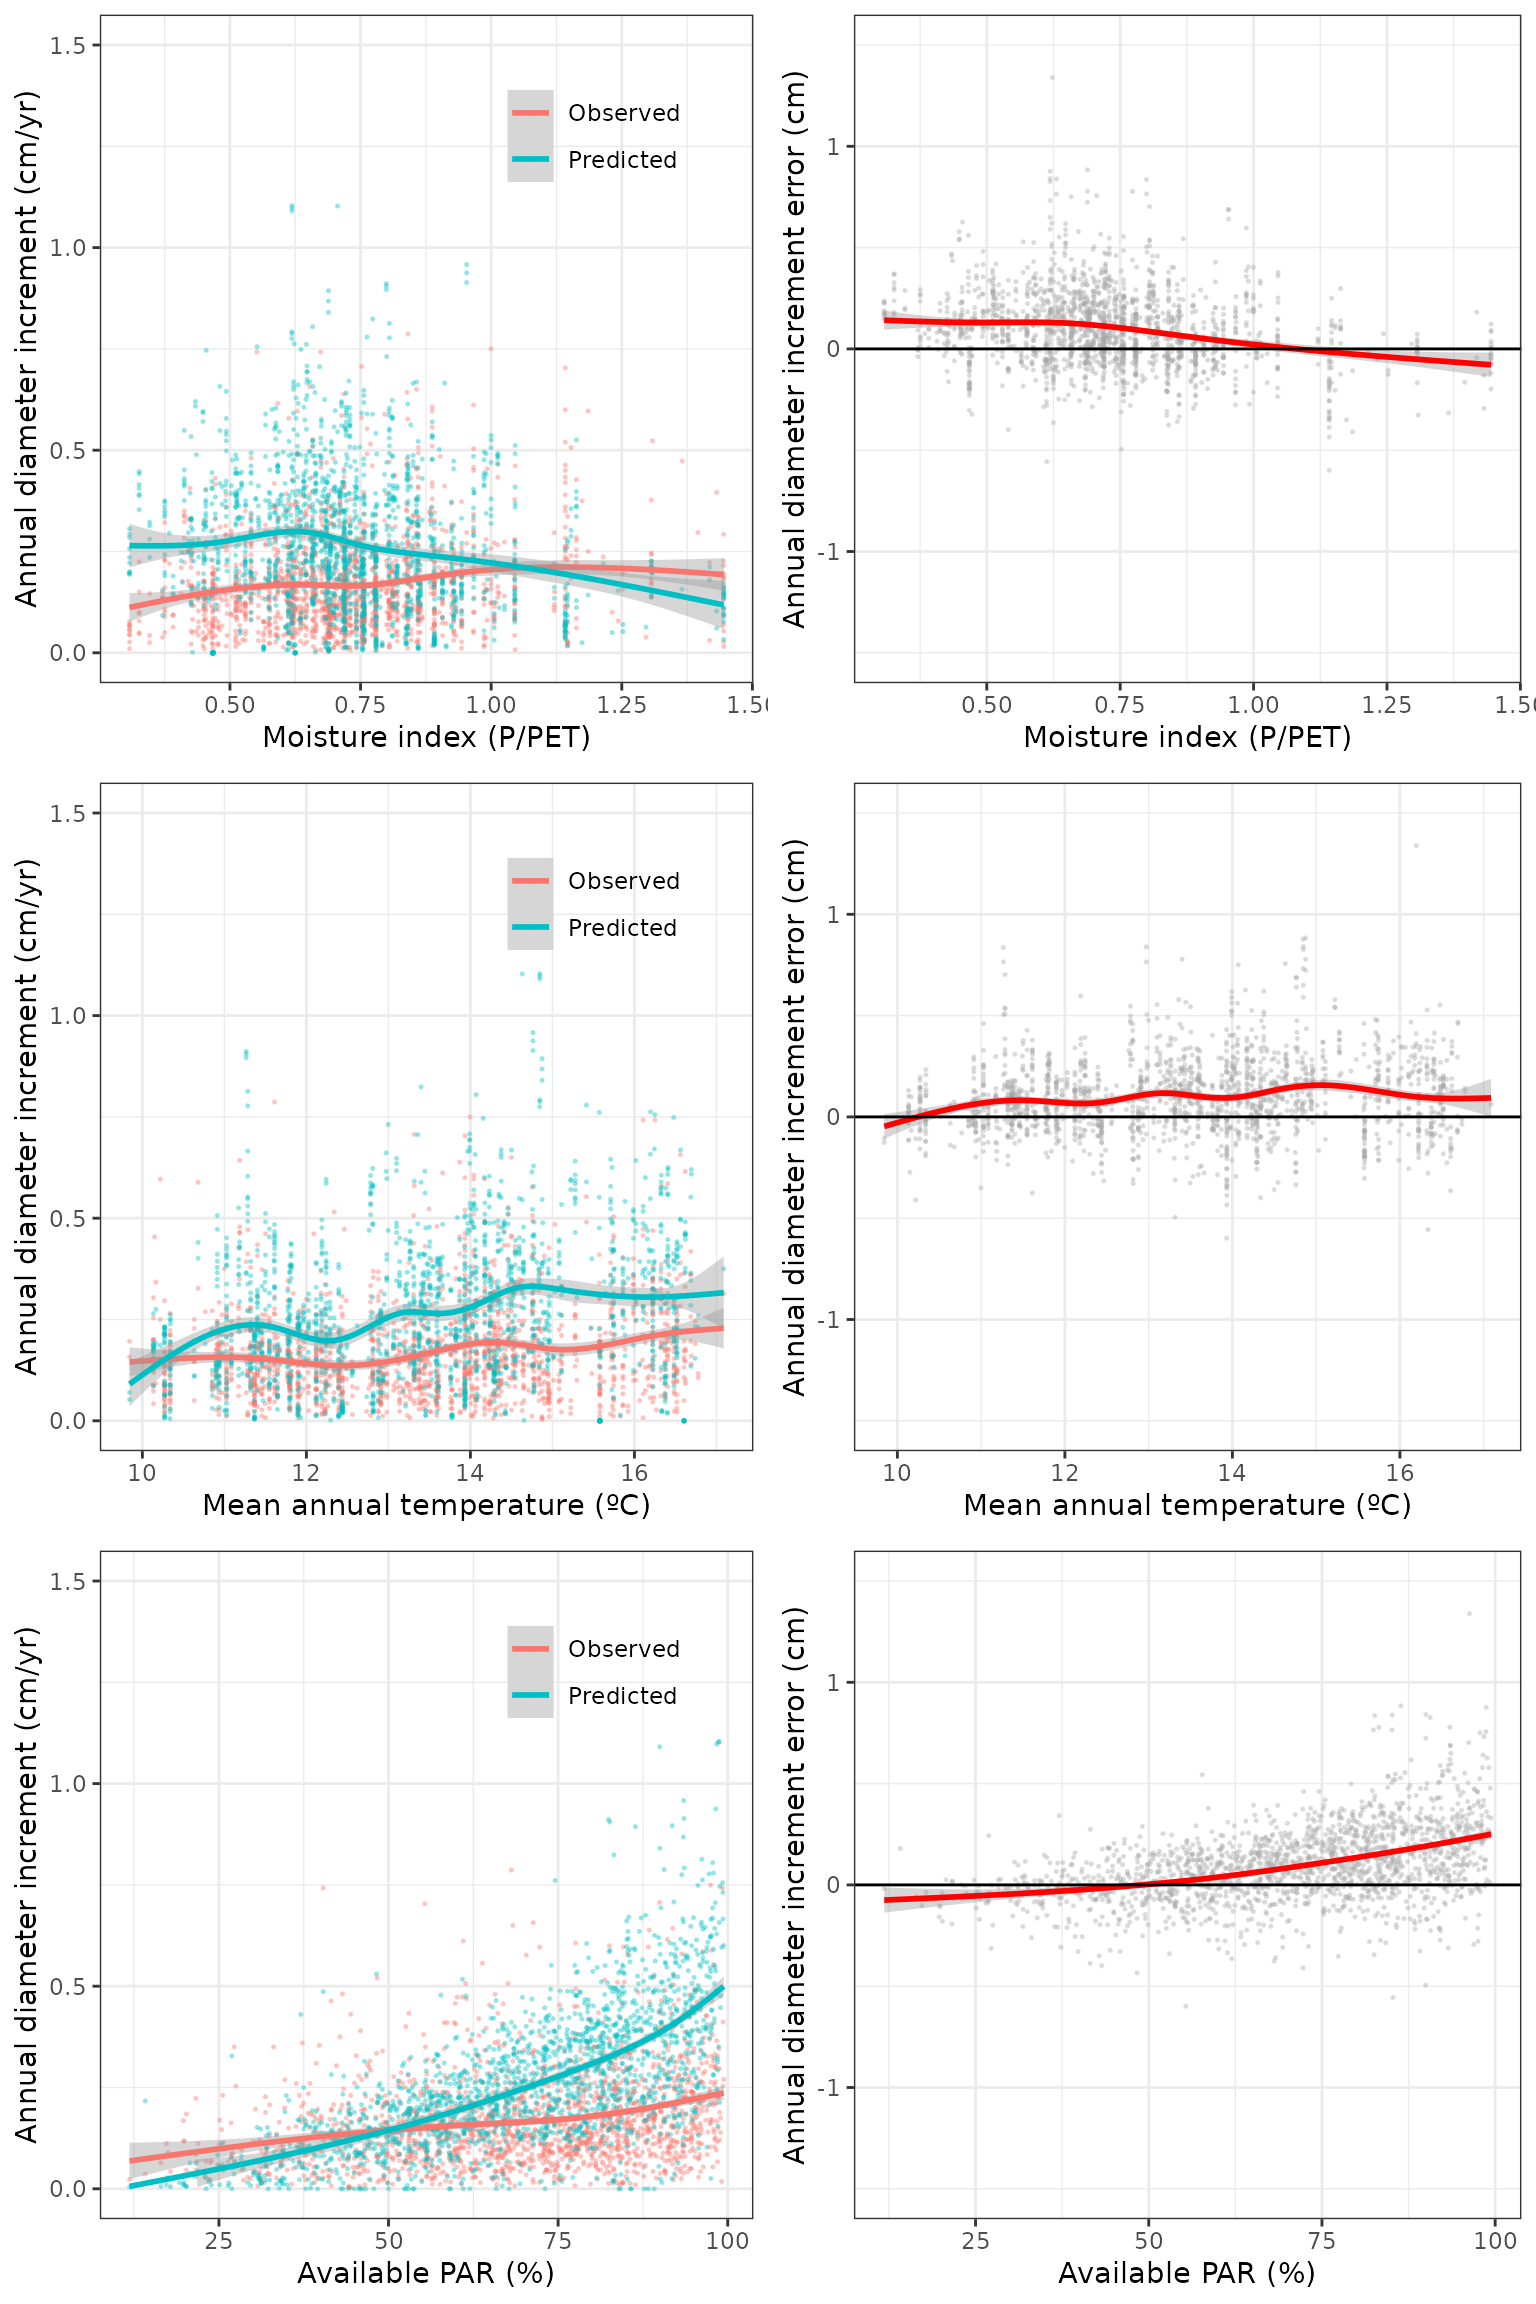 Annual diameter increment (cm/yr)
1.5
1.0
0.5
0.0
Observed
Predicted
0.50 0.75 1.00 1.25 1.50
Moisture index (P/PET)
Annual diameter increment error (cm)
1
0
-1
0.50 0.75 1.00 1.25 1.50
Moisture index (P/PET)
Annual diameter increment (cm/yr)
1.5
1.0
0.5
0.0
Observed
Predicted
10 12 14 16
Mean annual temperature (ºC)
Annual diameter increment error (cm)
1
0
-1
10 12 14 16
Mean annual temperature (ºC)
Annual diameter increment (cm/yr)
1.5
1.0
0.5
0.0
Observed
Predicted
25 50 75 100
Available PAR (%)
Annual diameter increment error (cm)
1
0
-1
25 50 75 100
Available PAR (%)